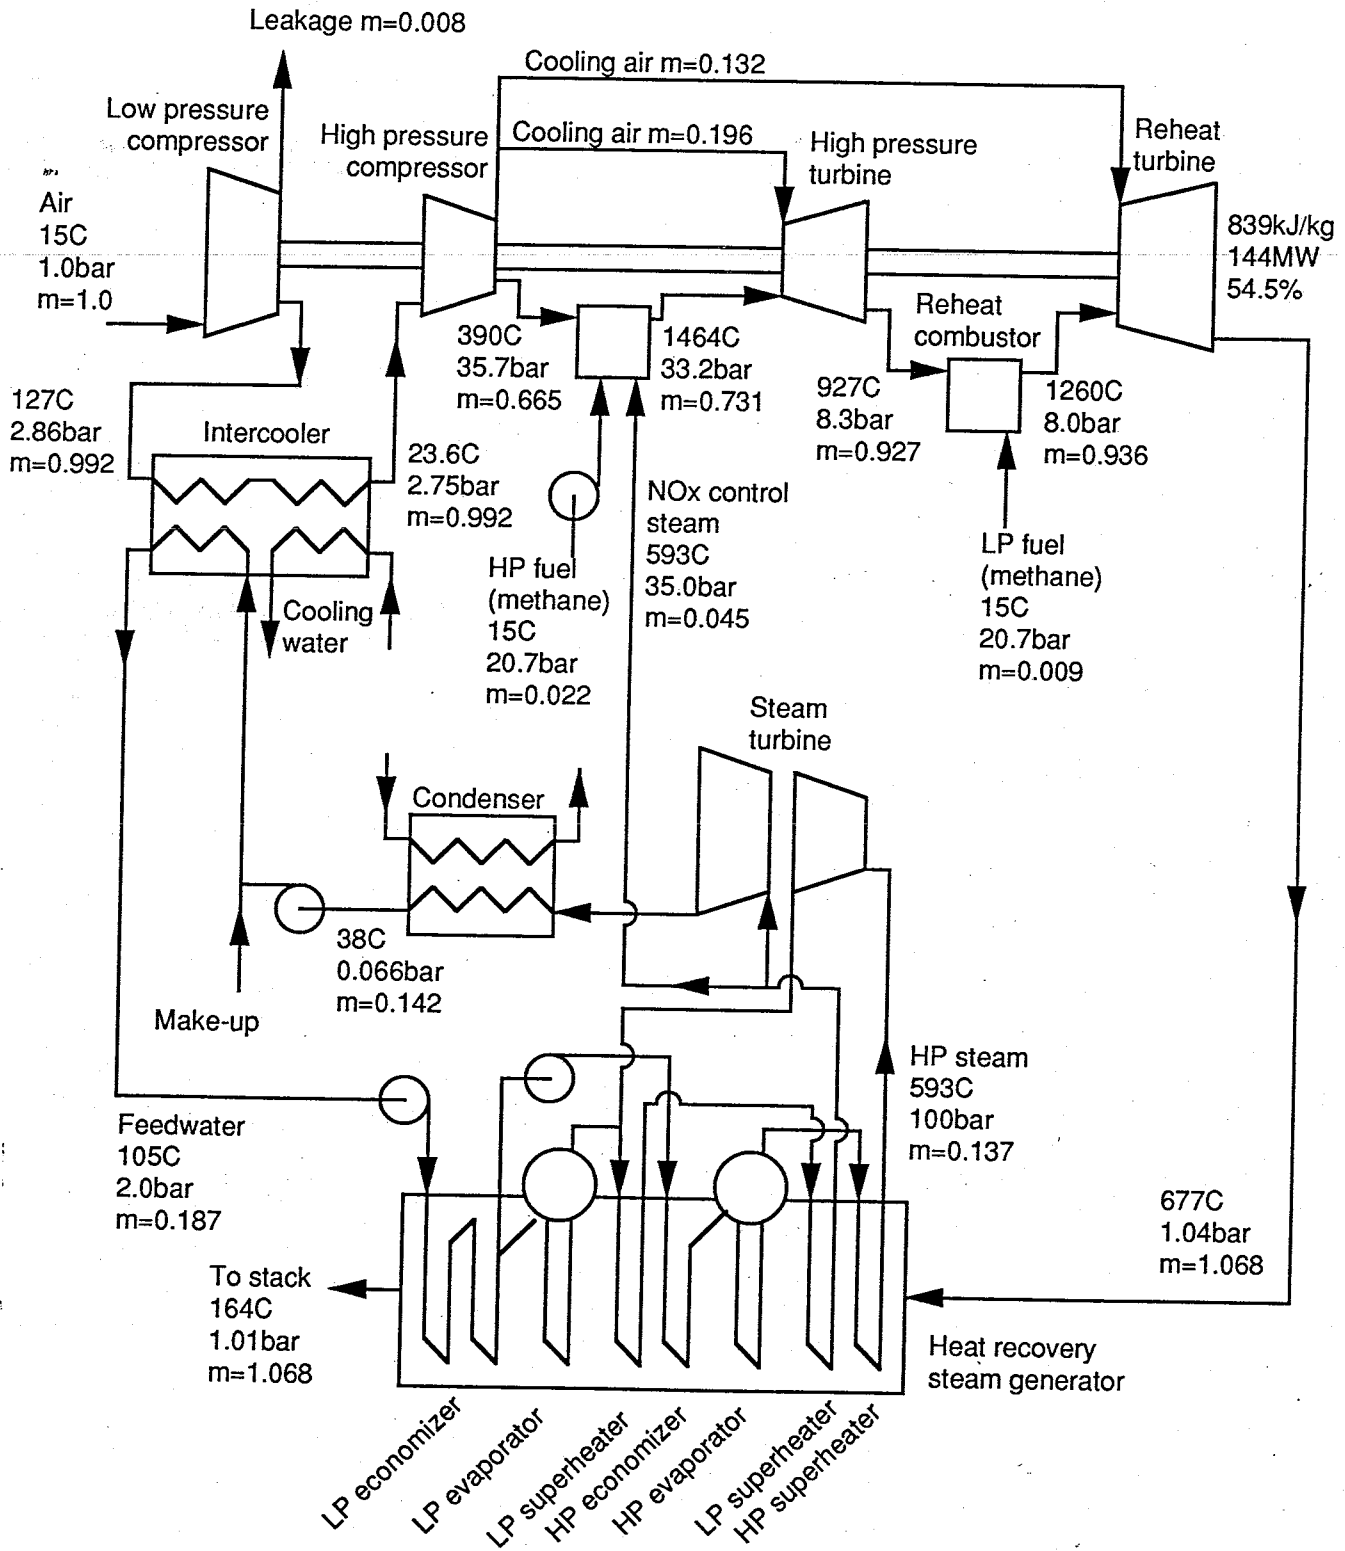 Leakage m=0.008
Cooling air m=0.132
Low pressure
compressor
High pressure
compressor
Cooling air m=0.196
High pressure
turbine
Reheat
turbine
Air
15C
1.0bar
m=1.0
839kJ/kg
144MW
54.5%
390C
35.7bar
m=0.665
1464C
33.2bar
m=0.731
Reheat
combustor
927C
8.3bar
m=0.927
1260C
8.0bar
m=0.936
127C
2.86bar
m=0.992
Intercooler
23.6C
2.75bar
m=0.992
NOx control
steam
593C
35.0bar
m=0.045
HP fuel
(methane)
15C
20.7bar
m=0.022
LP fuel
(methane)
15C
20.7bar
m=0.009
Cooling
water
Steam
turbine
Condenser
38C
0.066bar
m=0.142
Make-up
HP steam
593C
100bar
m=0.137
Feedwater
105C
2.0bar
m=0.187
677C
1.04bar
m=1.068
To stack
164C
1.01bar
m=1.068
Heat recovery
steam generator
LP economizer
LP evaporator
LP superheater
HP economizer
HP evaporator
LP superheater
HP superheater